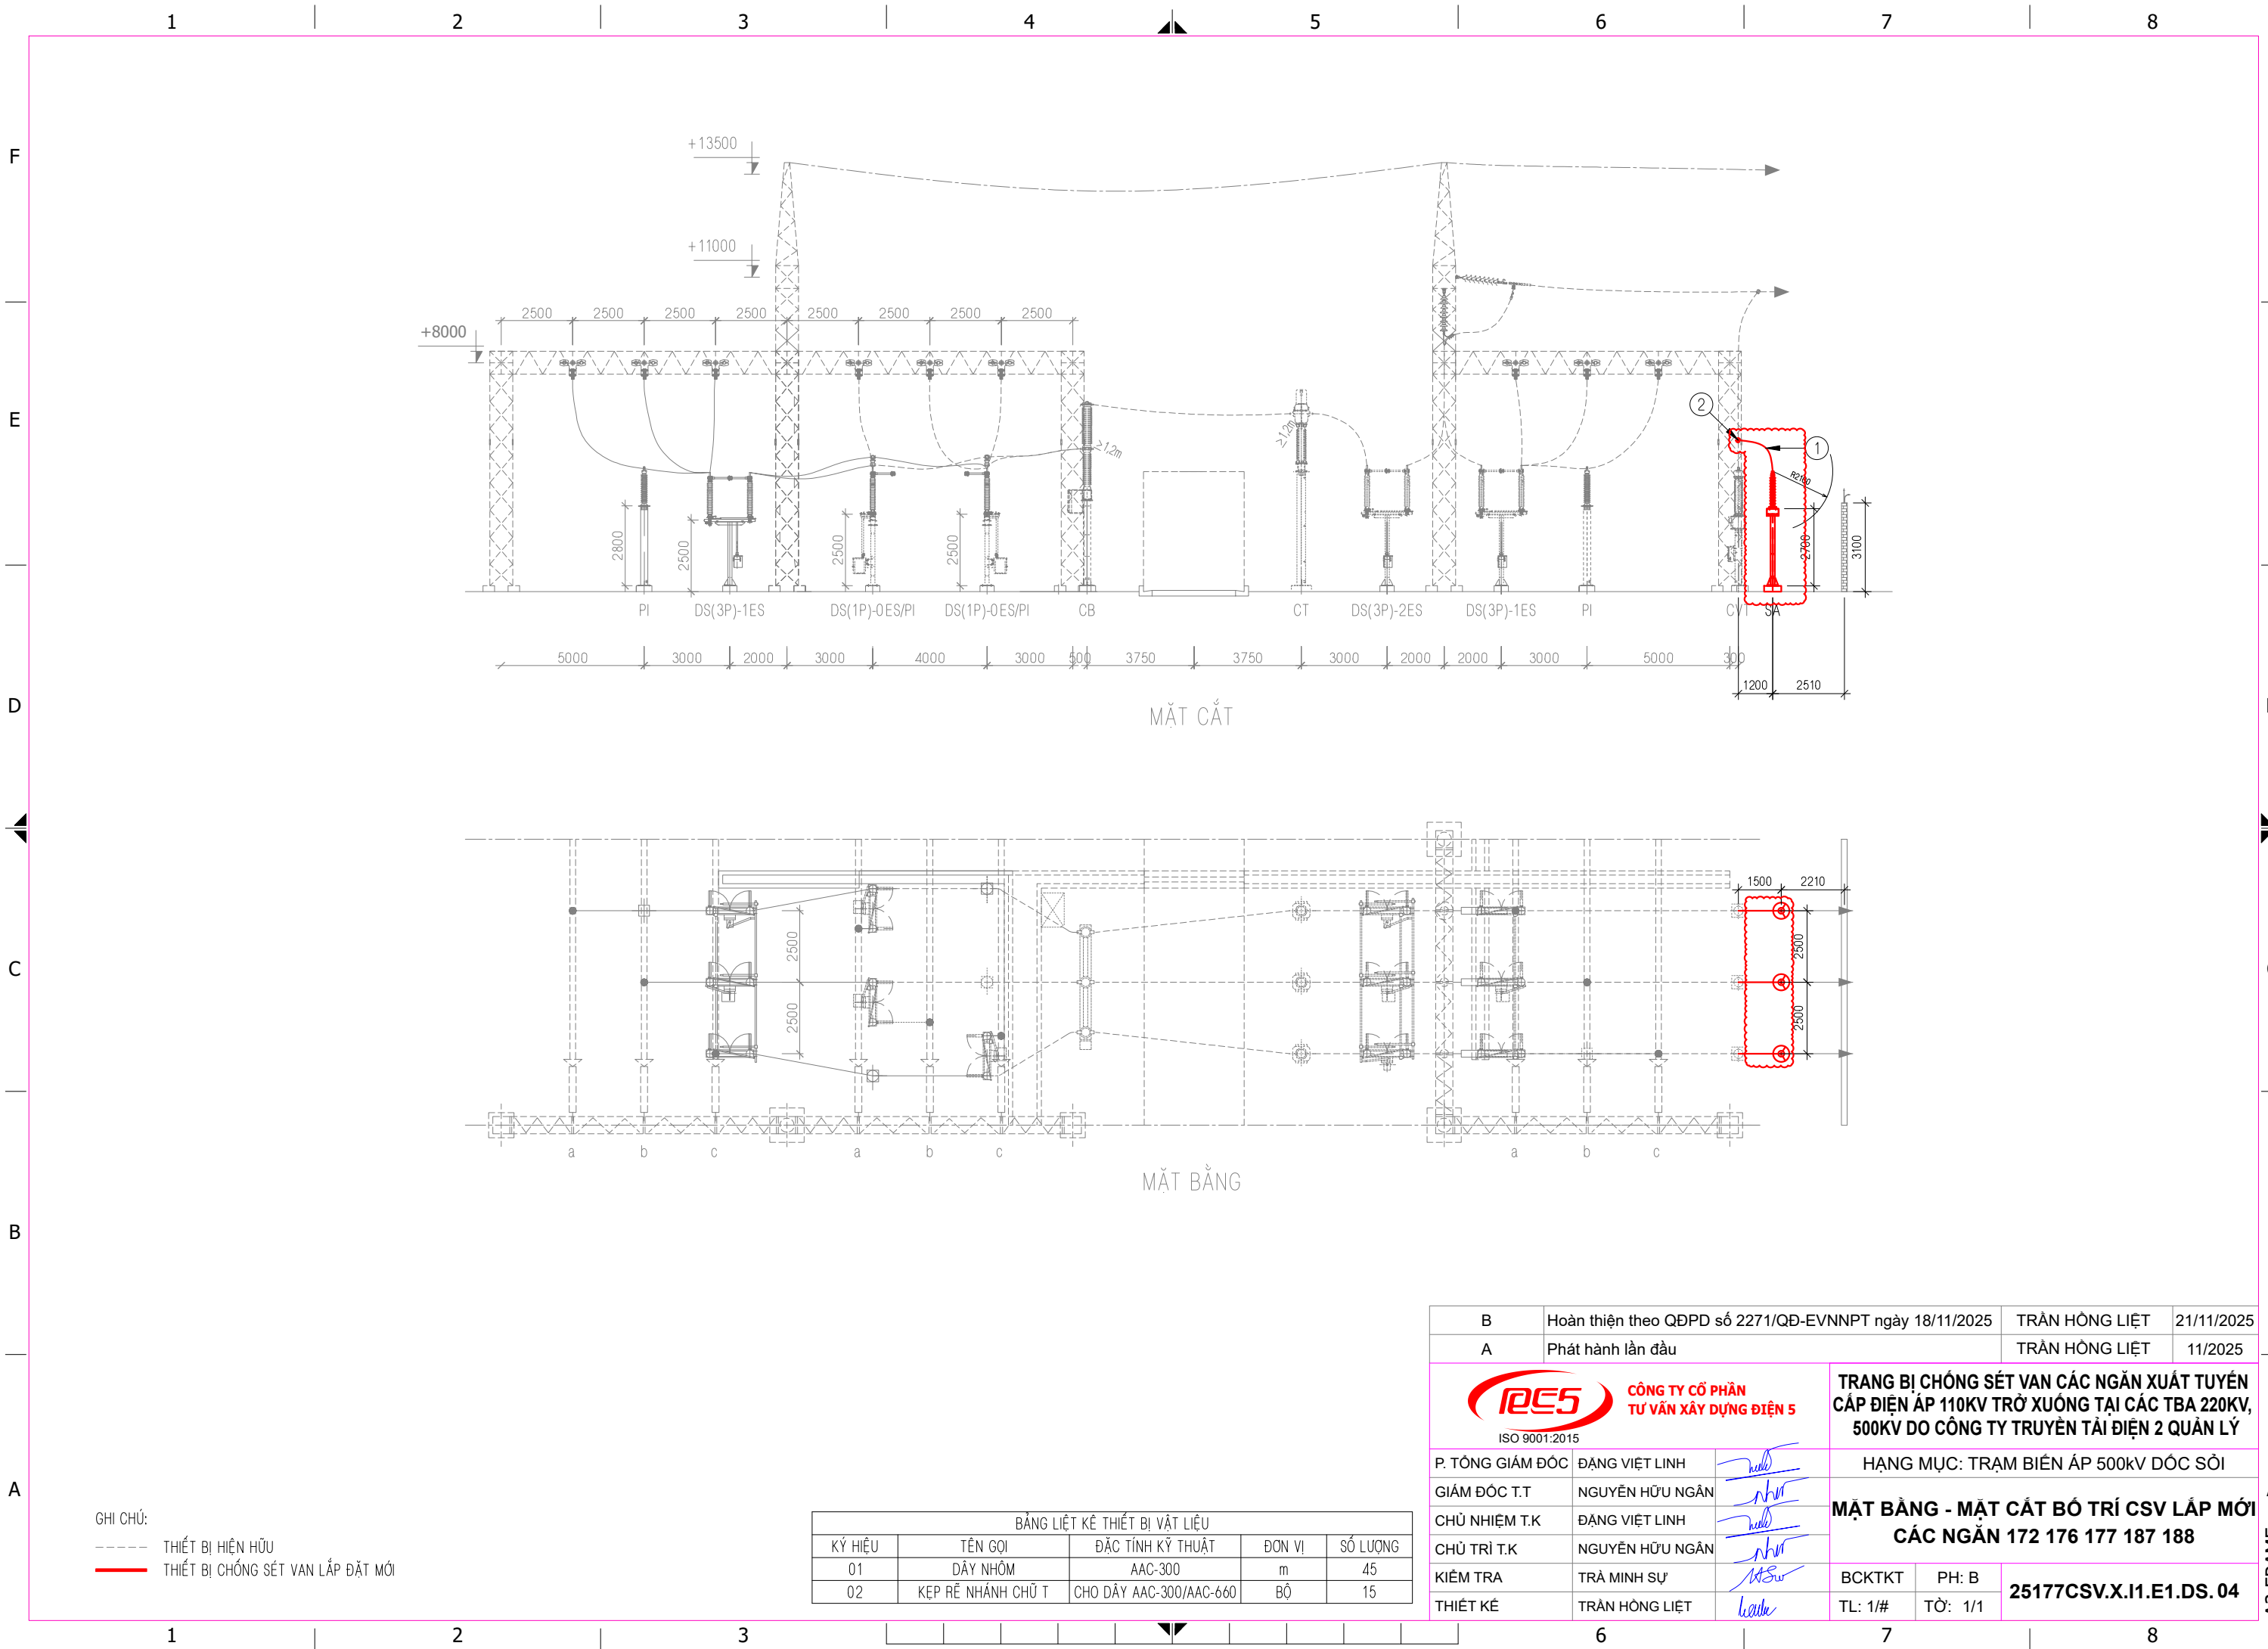 1 2 3 4 5 6 7 8
F
E
D
C
B
A
+13500
+11000
+8000
2500 2500 2500 2500 2500 2500 2500 2500
≥1,2m
≥1,2m
2
1
R2100
2800
2500
2500
2500
2700
3100
PI DS(3P)-1ES DS(1P)-0ES/PI DS(1P)-0ES/PI CB CT DS(3P)-2ES DS(3P)-1ES PI CVT SA
5000 3000 2000 3000 4000 3000 500 3750 3750 3000 2000 2000 3000 5000 300
1200 2510
MẶT CẮT
1500 2210
2500
2500
2500
2500
a b c a b c a b c
MẶT BẰNG
B Hoàn thiện theo QĐPD số 2271/QĐ-EVNNPT ngày 18/11/2025 TRẦN HỒNG LIỆT 21/11/2025
A Phát hành lần đầu TRẦN HỒNG LIỆT 11/2025
CÔNG TY CỔ PHẦN
TƯ VẤN XÂY DỰNG ĐIỆN 5
ISO 9001:2015
TRANG BỊ CHỐNG SÉT VAN CÁC NGĂN XUẤT TUYẾN
CẤP ĐIỆN ÁP 110KV TRỞ XUỐNG TẠI CÁC TBA 220KV,
500KV DO CÔNG TY TRUYỀN TẢI ĐIỆN 2 QUẢN LÝ
P. TỔNG GIÁM ĐỐC ĐẶNG VIỆT LINH
HẠNG MỤC: TRẠM BIẾN ÁP 500kV DỐC SỎI
GIÁM ĐỐC T.T NGUYỄN HỮU NGÂN
CHỦ NHIỆM T.K ĐẶNG VIỆT LINH
CHỦ TRÌ T.K NGUYỄN HỮU NGÂN
MẶT BẰNG - MẶT CẮT BỐ TRÍ CSV LẮP MỚI
CÁC NGĂN 172 176 177 187 188
KIỂM TRA TRÀ MINH SỰ
THIẾT KẾ TRẦN HỒNG LIỆT
BCKTKT PH: B
TL: 1/# TỜ: 1/1
25177CSV.X.I1.E1.DS. 04
GHI CHÚ:
THIẾT BỊ HIỆN HỮU
THIẾT BỊ CHỐNG SÉT VAN LẮP ĐẶT MỚI
BẢNG LIỆT KÊ THIẾT BỊ VẬT LIỆU
KÝ HIỆU TÊN GỌI ĐẶC TÍNH KỸ THUẬT ĐƠN VỊ SỐ LƯỢNG
01 DÂY NHÔM AAC-300 m 45
02 KẸP RẼ NHÁNH CHỮ T CHO DÂY AAC-300/AAC-660 BỘ 15
1 2 3 6 7 8